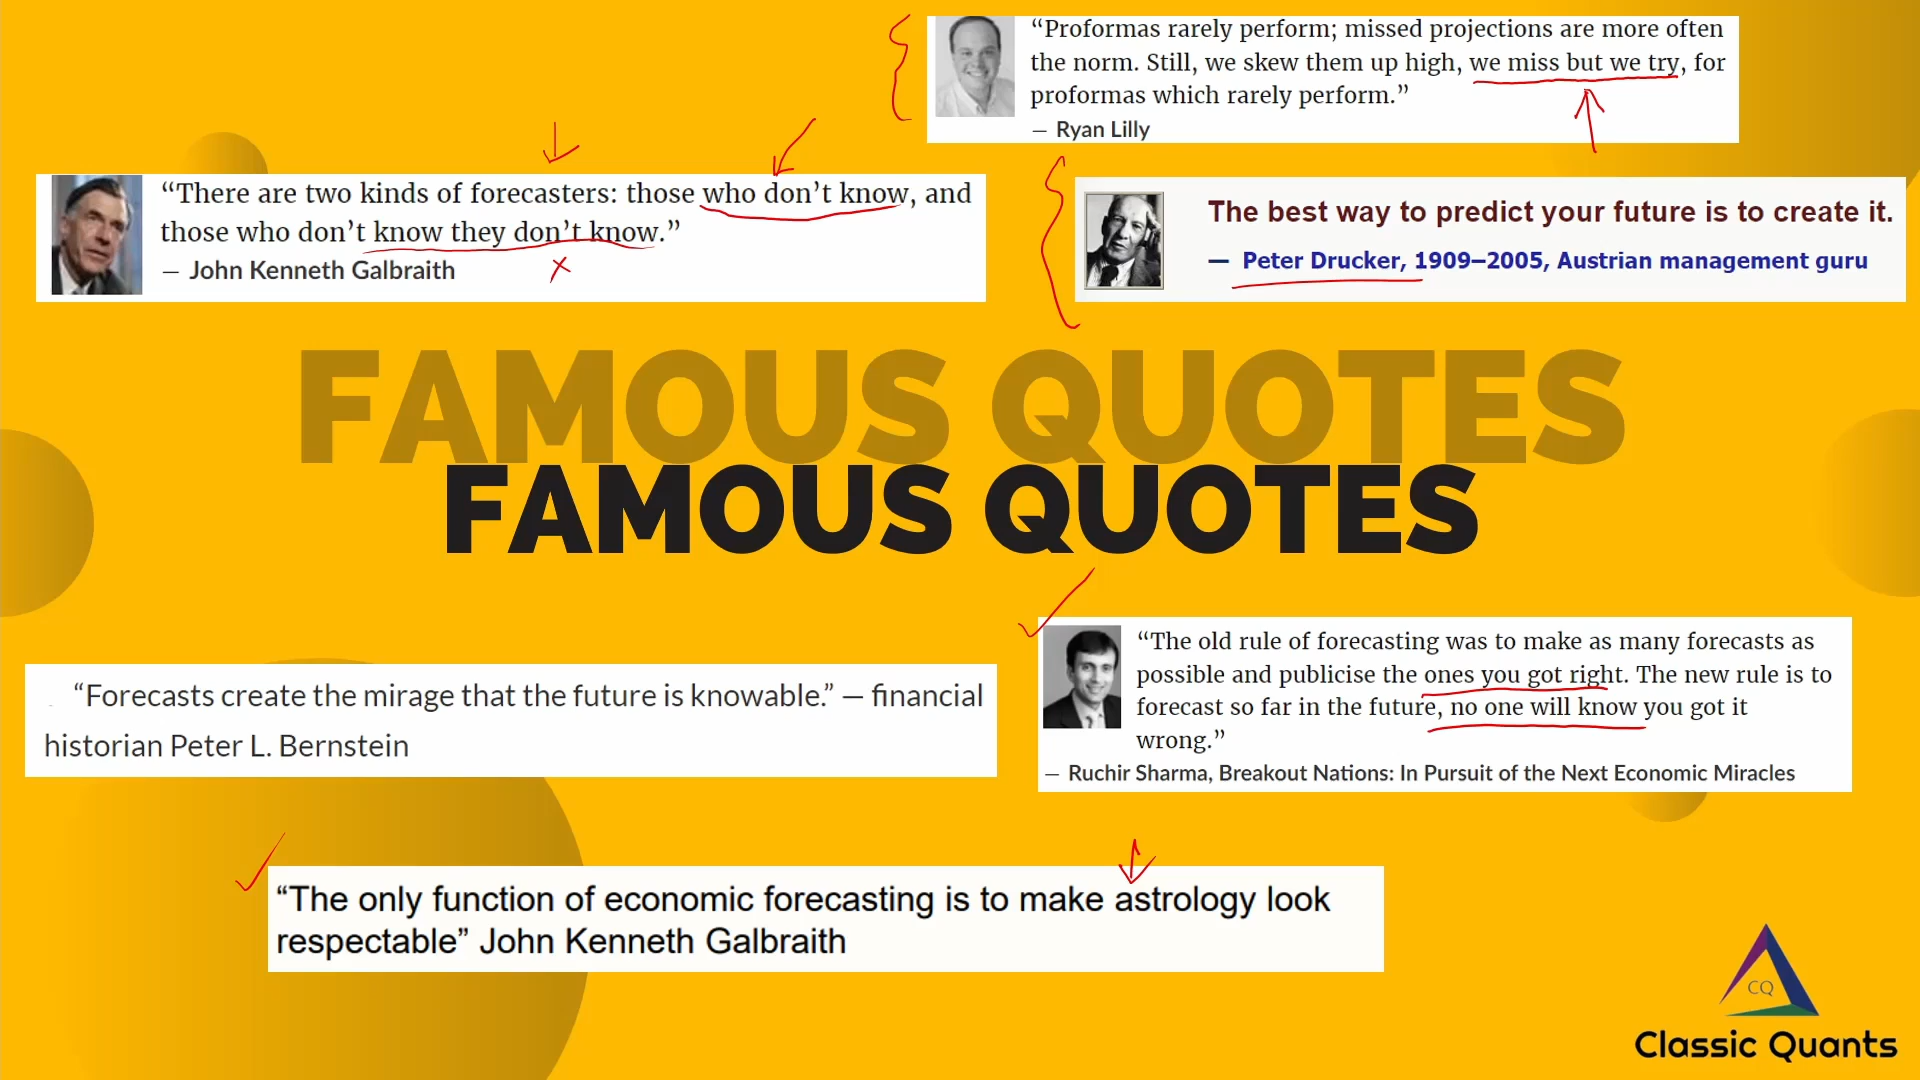 “Proformas rarely perform; missed projections are more often
the norm. Still, we skew them up high, we miss but we try, for
proformas which rarely perform.”
— Ryan Lilly
“There are two kinds of forecasters: those who don’t know, and
those who don’t know they don’t know.”
— John Kenneth Galbraith
The best way to predict your future is to create it.
— Peter Drucker, 1909–2005, Austrian management guru
FAMOUS QUOTES
FAMOUS QUOTES
“The old rule of forecasting was to make as many forecasts as
possible and publicise the ones you got right. The new rule is to
forecast so far in the future, no one will know you got it
wrong.”
— Ruchir Sharma, Breakout Nations: In Pursuit of the Next Economic Miracles
“Forecasts create the mirage that the future is knowable.” — financial
historian Peter L. Bernstein
“The only function of economic forecasting is to make astrology look
respectable” John Kenneth Galbraith
CQ
Classic Quants